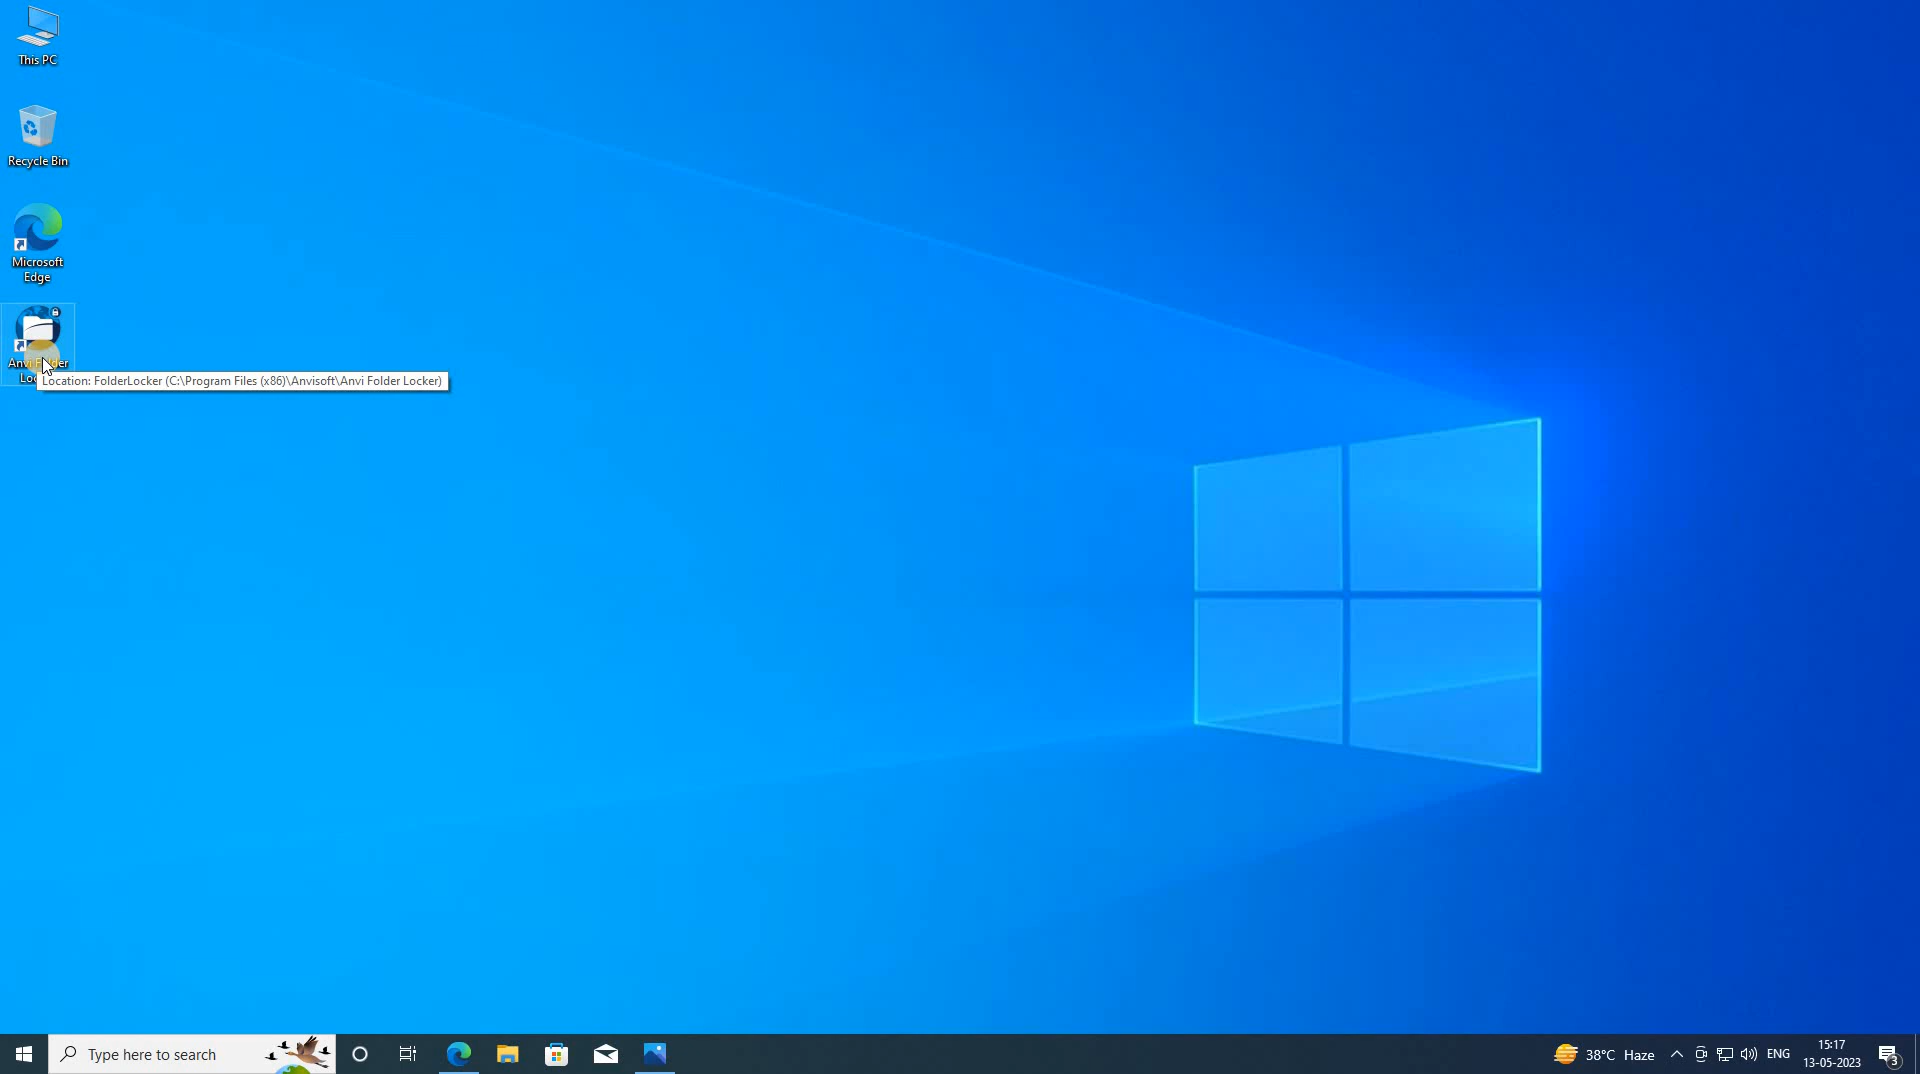 This PC
Recycle Bin
Microsoft
Edge
Location: FolderLocker (C:\Program Files (x86)\Anvisoft\Anvi Folder Locker)
Type here to search
38°C Haze
ENG
15:17
13-05-2023
3